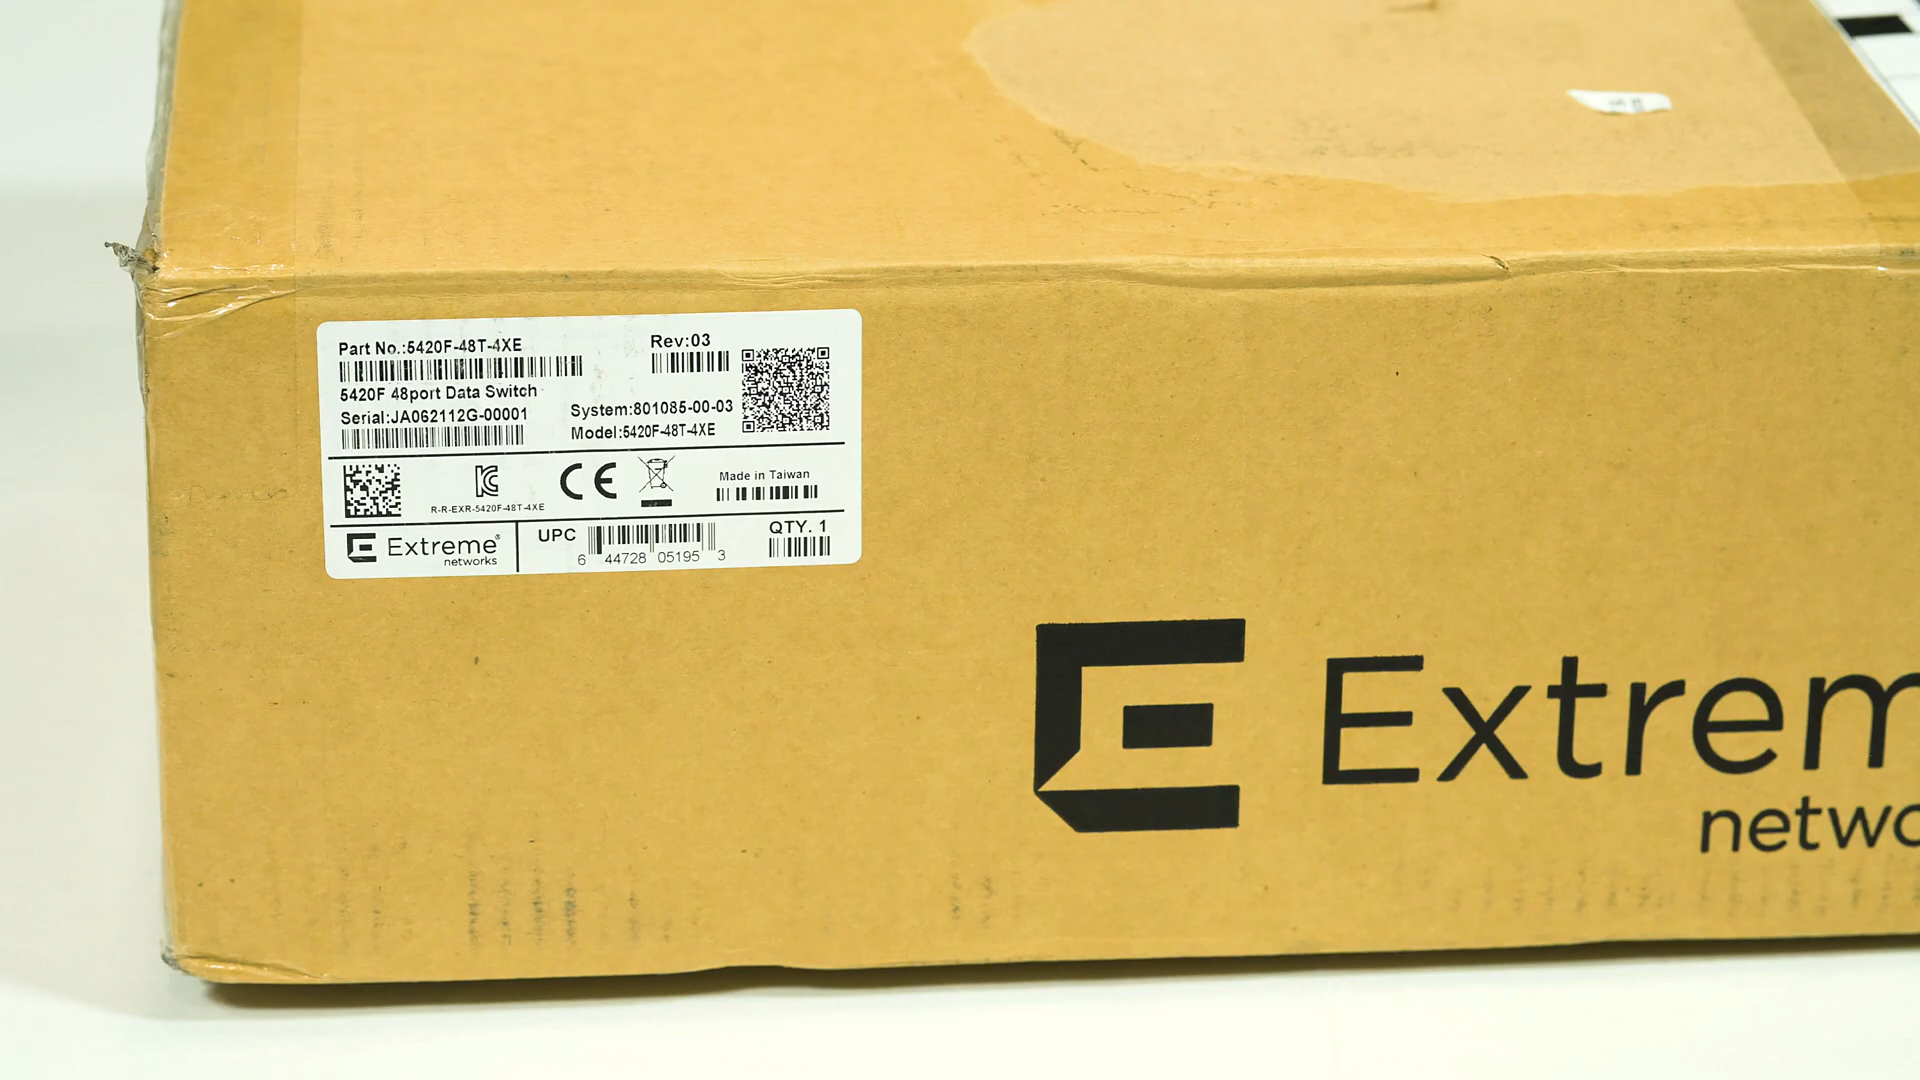 Part No.:5420F-48T-4XE
Rev:03
5420F 48port Data Switch
Serial:JA062112G-00001
System:801085-00-03
Model:5420F-48T-4XE
R-R-EXR-5420F-48T-4XE
CE
Made in Taiwan
Extreme®
networks
UPC
6 44728 05195 3
QTY. 1
Extrem
netwo